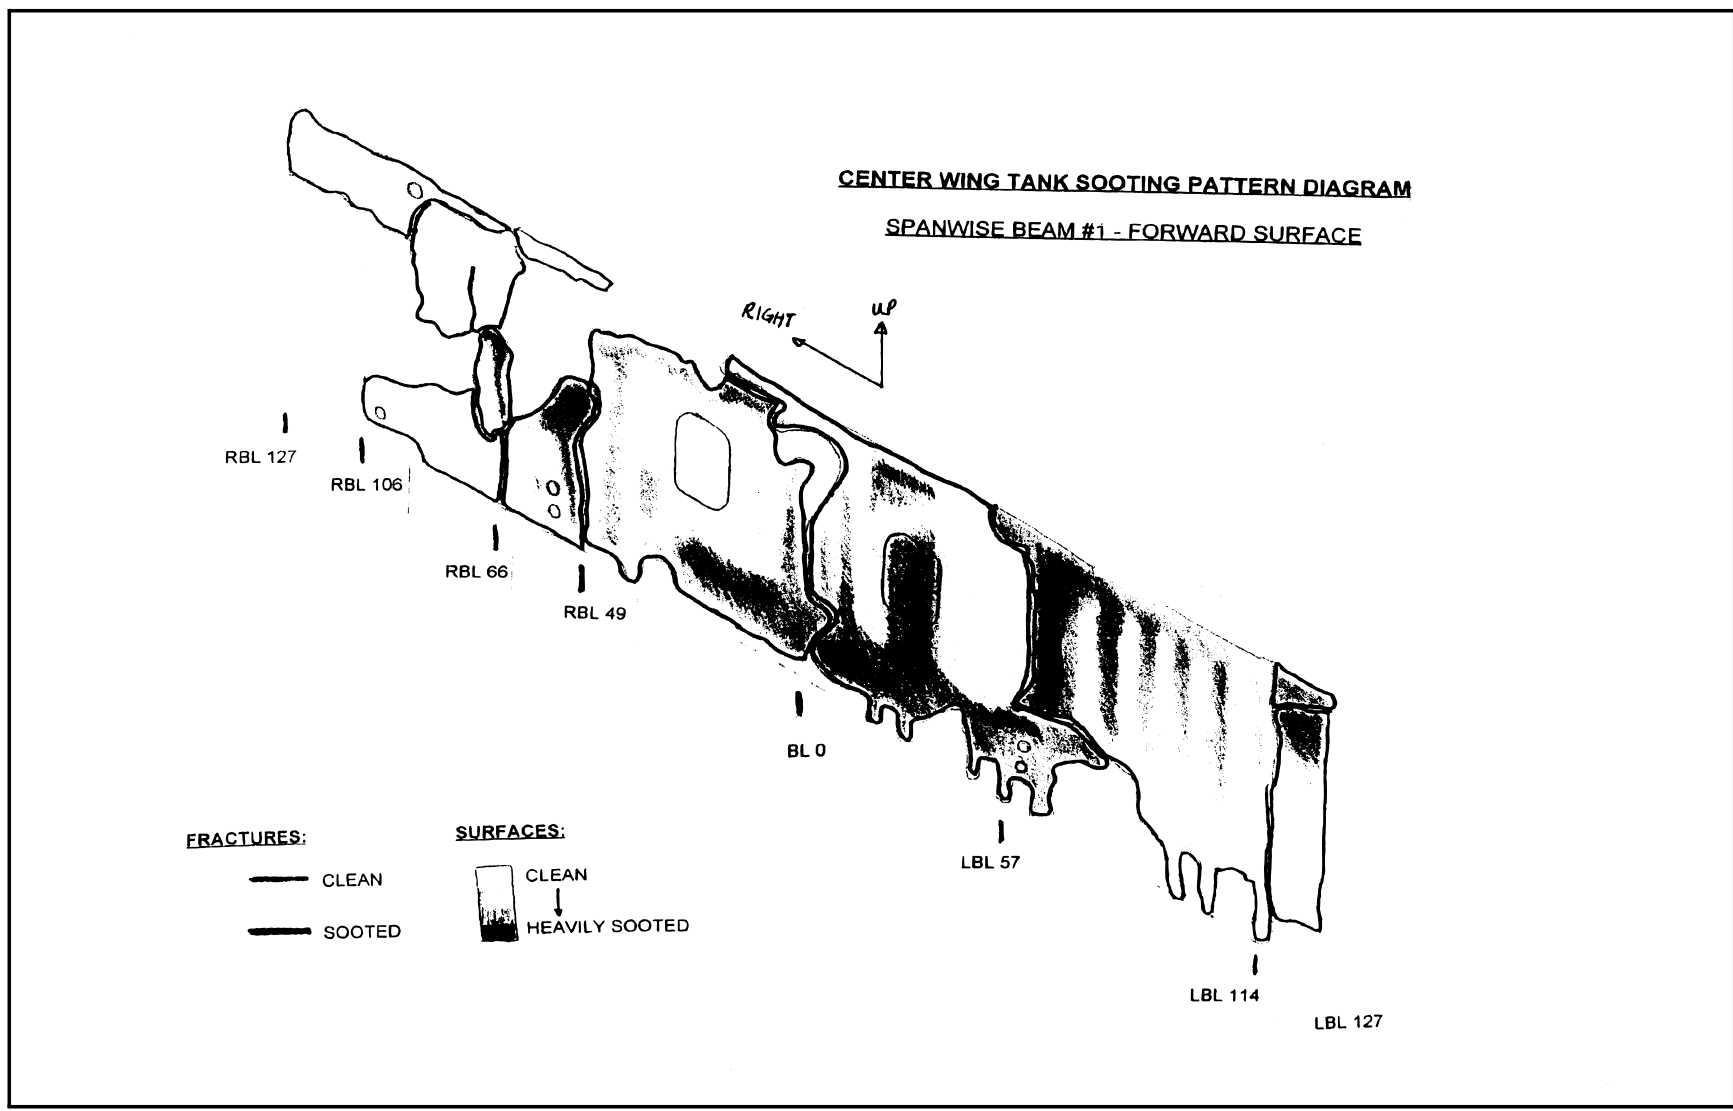 CENTER WING TANK SOOTING PATTERN DIAGRAM
SPANWISE BEAM #1 - FORWARD SURFACE
RIGHT
UP
RBL 127
RBL 106
RBL 66
RBL 49
BL 0
LBL 57
LBL 114
LBL 127
FRACTURES:
CLEAN
SOOTED
SURFACES:
CLEAN
HEAVILY SOOTED